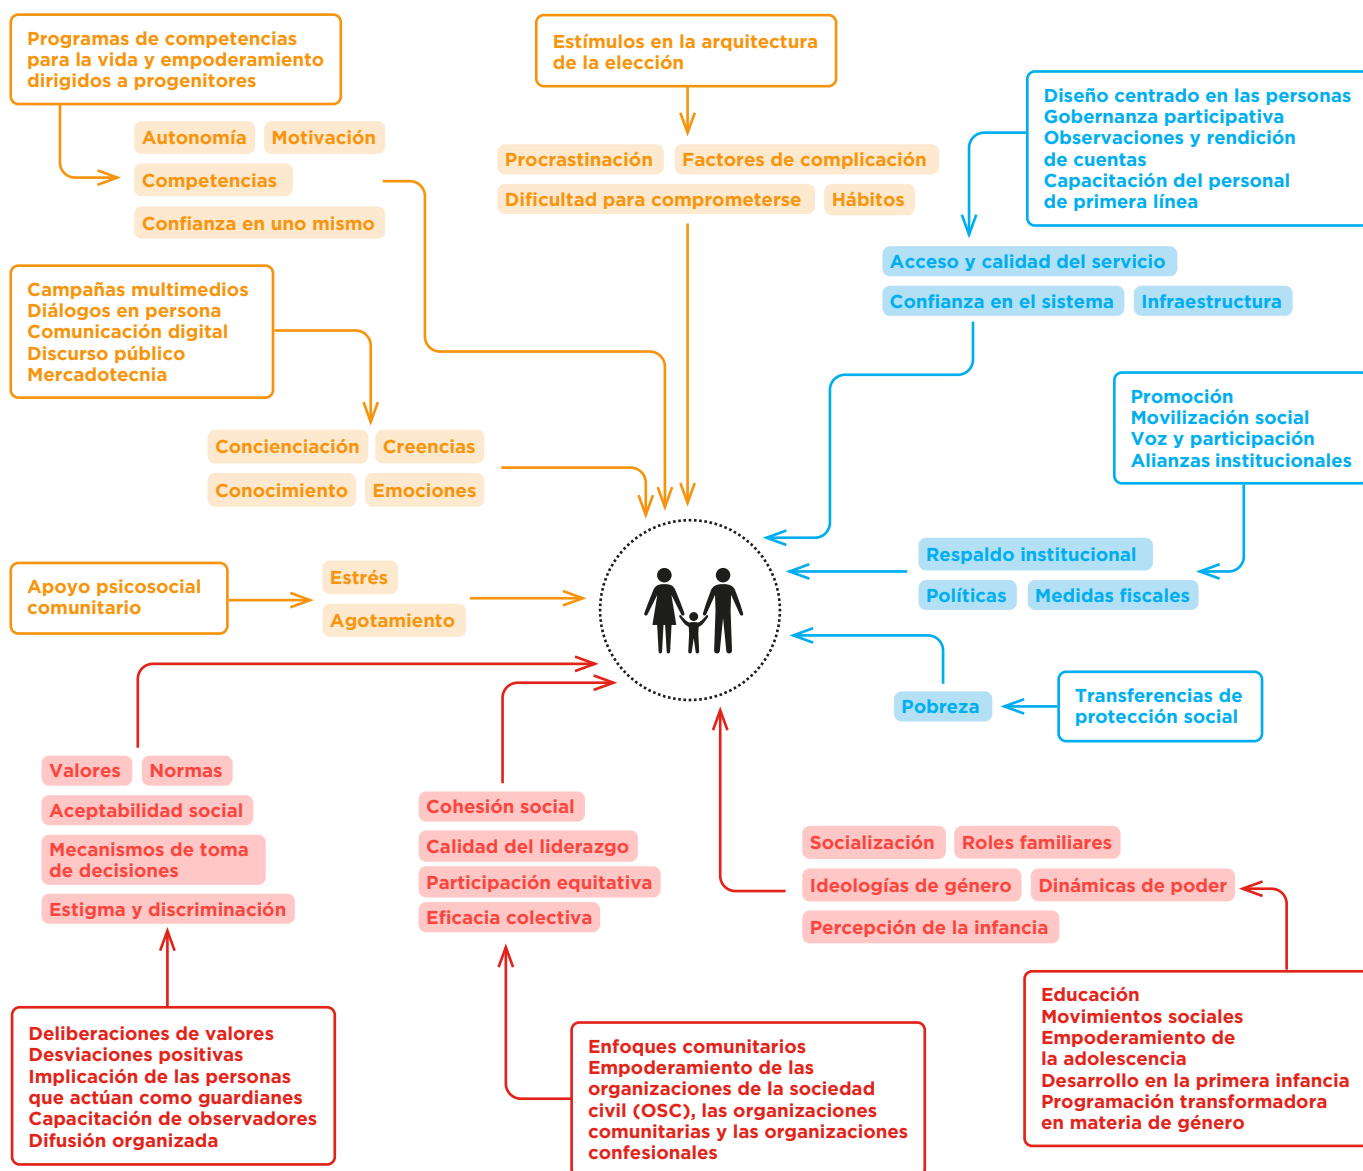 Programas de competencias
para la vida y empoderamiento
dirigidos a progenitores
Autonomía
Motivación
Competencias
Confianza en uno mismo
Estímulos en la arquitectura
de la elección
Procrastinación
Factores de complicación
Dificultad para comprometerse
Hábitos
Diseño centrado en las personas
Gobernanza participativa
Observaciones y rendición
de cuentas
Capacitación del personal
de primera línea
Acceso y calidad del servicio
Confianza en el sistema
Infraestructura
Campañas multimedios
Diálogos en persona
Comunicación digital
Discurso público
Mercadotecnia
Concienciación
Creencias
Conocimiento
Emociones
Promoción
Movilización social
Voz y participación
Alianzas institucionales
Respaldo institucional
Políticas
Medidas fiscales
Apoyo psicosocial
comunitario
Estrés
Agotamiento
Pobreza
Transferencias de
protección social
Valores
Normas
Aceptabilidad social
Mecanismos de toma
de decisiones
Estigma y discriminación
Cohesión social
Calidad del liderazgo
Participación equitativa
Eficacia colectiva
Socialización
Roles familiares
Ideologías de género
Dinámicas de poder
Percepción de la infancia
Deliberaciones de valores
Desviaciones positivas
Implicación de las personas
que actúan como guardianes
Capacitación de observadores
Difusión organizada
Enfoques comunitarios
Empoderamiento de las
organizaciones de la sociedad
civil (OSC), las organizaciones
comunitarias y las organizaciones
confesionales
Educación
Movimientos sociales
Empoderamiento de
la adolescencia
Desarrollo en la primera infancia
Programación transformadora
en materia de género